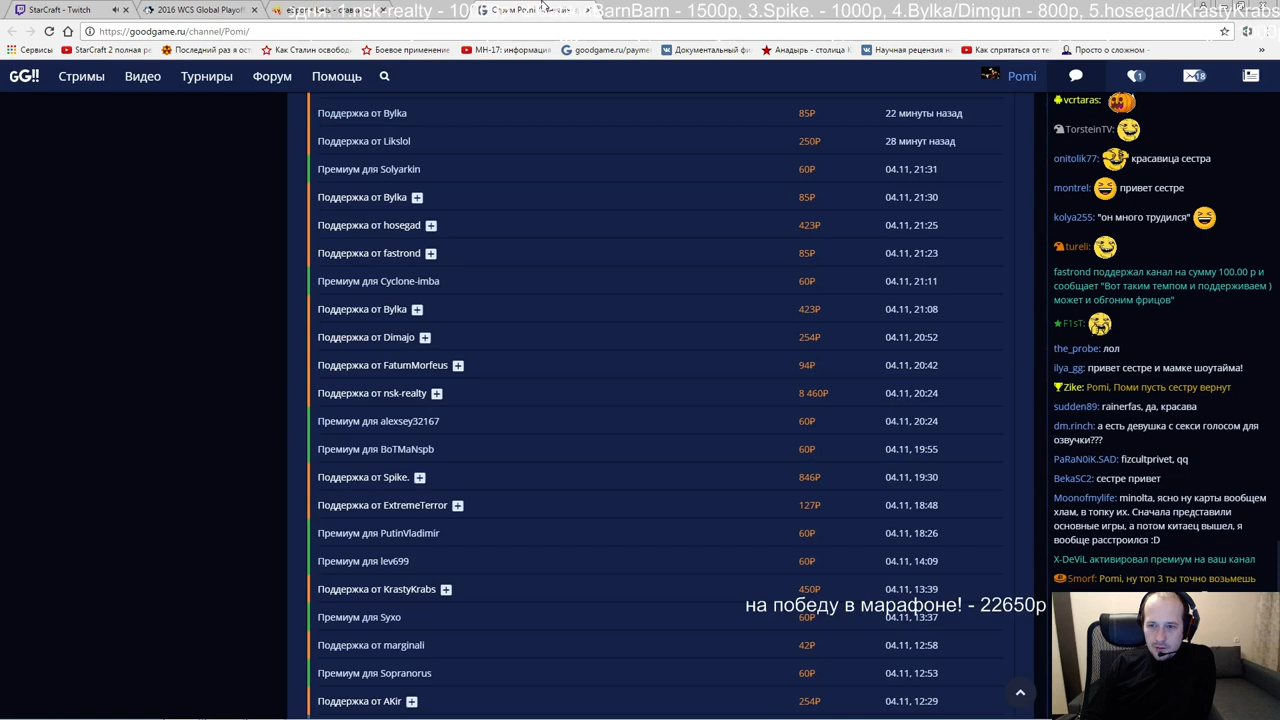 StarCraft - Twitch
2016 WCS Global Playoff
1.nsk-realty - 10
BarnBarn - 1500p, 3.Spike. - 1000p, 4.Bylka/Dimgun - 800p, 5.hosegad/KrastyKrabs
https://goodgame.ru/channel/Pomi/
Сервисы
StarCraft 2 полная ре
Последний раз я ост
Как Сталин освобод
Боевое применение
МН-17: информаци
goodgame.ru/payme
Документальный фи
Анадырь - столица К
Научная рецензия н
Как спрятаться от те
Просто о сложном -
GG!! Стримы Видео Турниры Форум Помощь
Pomi
1
18
Поддержка от Bylka 85Р 22 минуты назад
Поддержка от Likslol 250Р 28 минут назад
Премиум для Solyarkin 60Р 04.11, 21:31
Поддержка от Bylka 85Р 04.11, 21:30
Поддержка от hosegad 423Р 04.11, 21:25
Поддержка от fastrond 85Р 04.11, 21:23
Премиум для Cyclone-imba 60Р 04.11, 21:11
Поддержка от Bylka 423Р 04.11, 21:08
Поддержка от Dimajo 254Р 04.11, 20:52
Поддержка от FatumMorfeus 94Р 04.11, 20:42
Поддержка от nsk-realty 8 460Р 04.11, 20:24
Премиум для alexsey32167 60Р 04.11, 20:24
Премиум для BoTMaNspb 60Р 04.11, 19:55
Поддержка от Spike. 846Р 04.11, 19:30
Поддержка от ExtremeTerror 127Р 04.11, 18:48
Премиум для PutinVladimir 60Р 04.11, 18:26
Премиум для lev699 60Р 04.11, 14:09
Поддержка от KrastyKrabs 450Р 04.11, 13:39
на победу в марафоне! - 22650р
Премиум для Syxo 60Р 04.11, 13:37
Поддержка от marginali 42Р 04.11, 12:58
Премиум для Sopranorus 60Р 04.11, 12:53
Поддержка от AKir 254Р 04.11, 12:29
vcrtaras:
TorsteinTV:
onitolik77: красавица сестра
montrel: привет сестре
kolya255: "он много трудился"
tureli:
fastrond поддержал канал на сумму 100.00 р и
сообщает "Вот таким темпом и поддерживаем )
может и обгоним фрицов"
F1sT:
the_probe: лол
ilya_gg: привет сестре и мамке шоутайма!
Zike: Pomi, Поми пусть сестру вернут
sudden89: rainerfas, да, красава
dm.rinch: а есть девушка с секси голосом для
озвучки???
PaRaN0iK.SAD: fizcultprivet, qq
BekaSC2: сестре привет
Moonofmylife: minolta, ясно ну карты вообщем
хлам, в топку их. Сначала представили
основные игры, а потом китаец вышел, я
вообще расстроился :D
X-DeViL активировал премиум на ваш канал
5morf: Pomi, ну топ 3 ты точно возьмешь